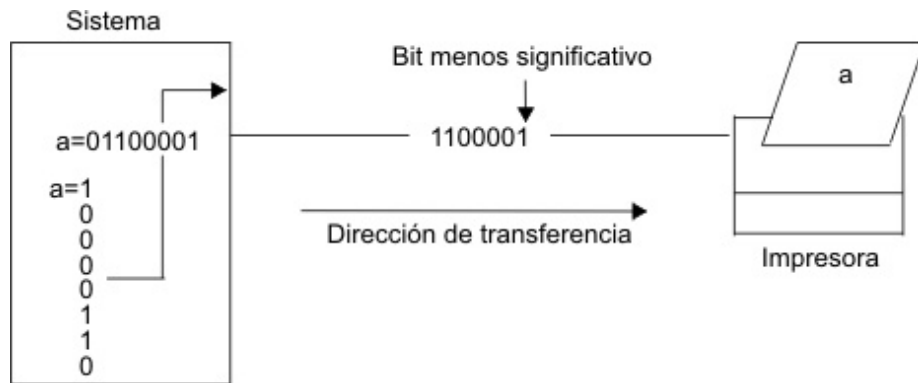 Sistema
Bit menos significativo
a
a=01100001
1100001
a=1
0
0
0
0
1
1
0
Dirección de transferencia
Impresora